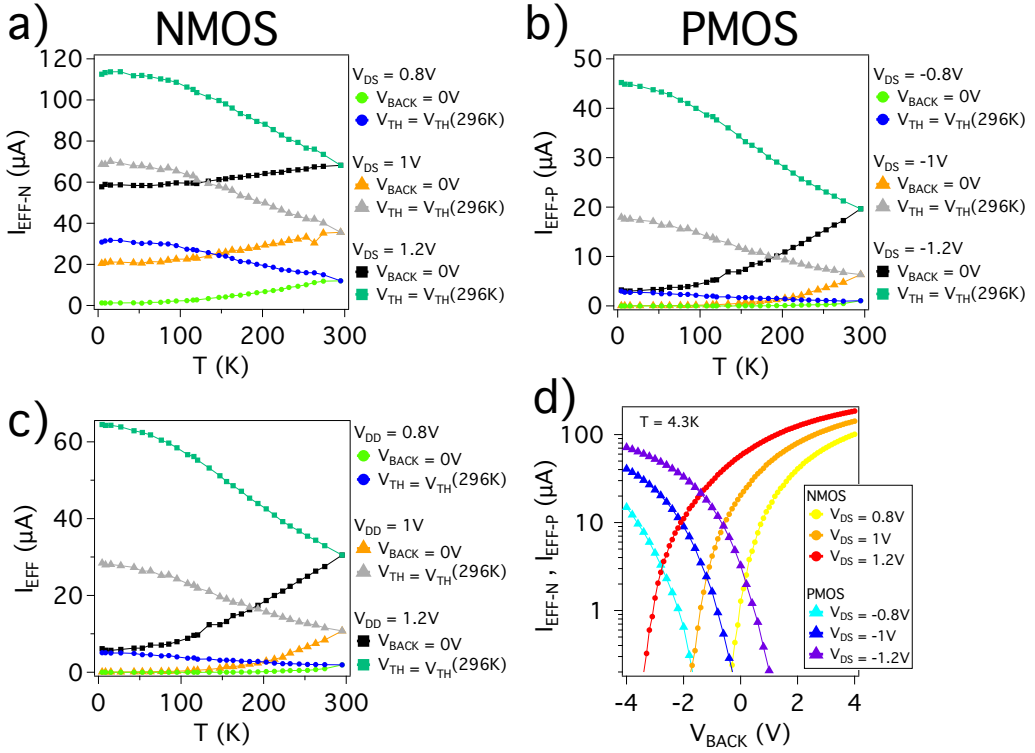 a)
NMOS
120
100
80
60
40
20
0
I_EFF-N (μA)
0
100
200
300
T (K)
V_DS = 0.8V
V_BACK = 0V
V_TH = V_TH(296K)
V_DS = 1V
V_BACK = 0V
V_TH = V_TH(296K)
V_DS = 1.2V
V_BACK = 0V
V_TH = V_TH(296K)
b)
PMOS
50
40
30
20
10
0
I_EFF-P (μA)
0
100
200
300
T (K)
V_DS = -0.8V
V_BACK = 0V
V_TH = V_TH(296K)
V_DS = -1V
V_BACK = 0V
V_TH = V_TH(296K)
V_DS = -1.2V
V_BACK = 0V
V_TH = V_TH(296K)
c)
60
40
20
0
I_EFF (μA)
0
100
200
300
T (K)
V_DD = 0.8V
V_BACK = 0V
V_TH = V_TH(296K)
V_DD = 1V
V_BACK = 0V
V_TH = V_TH(296K)
V_DD = 1.2V
V_BACK = 0V
V_TH = V_TH(296K)
d)
T = 4.3K
100
10
1
I_EFF-N , I_EFF-P (μA)
-4
-2
0
2
4
V_BACK (V)
NMOS
V_DS = 0.8V
V_DS = 1V
V_DS = 1.2V
PMOS
V_DS = -0.8V
V_DS = -1V
V_DS = -1.2V